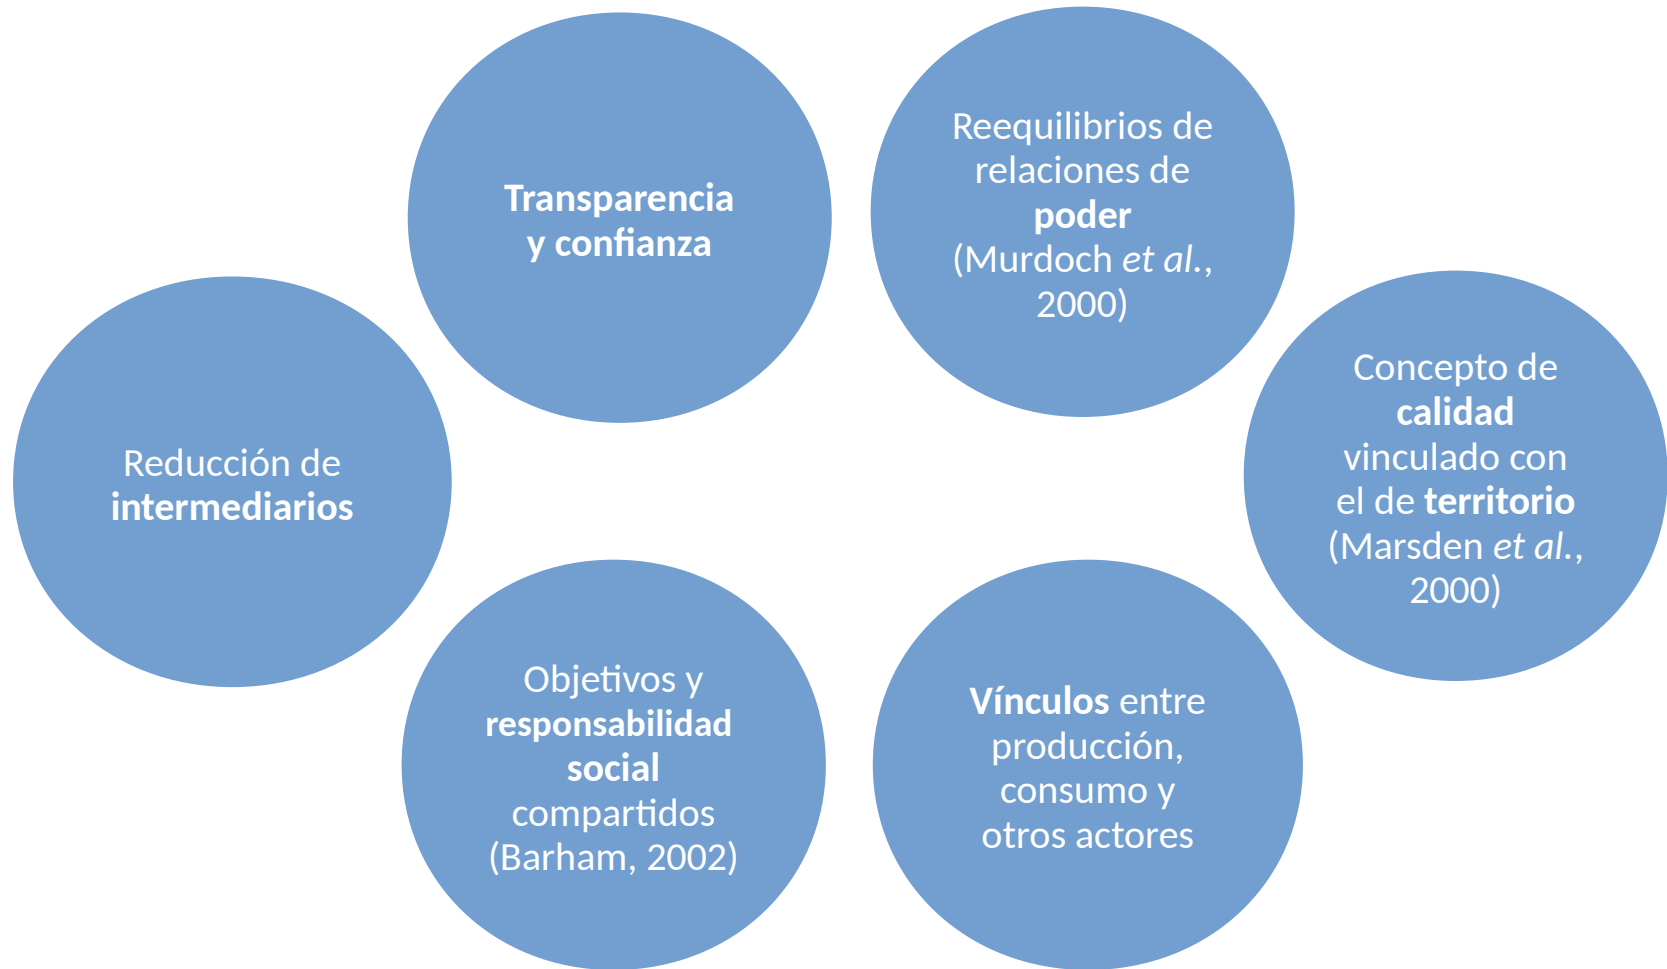 Transparencia
y confianza
Reequilibrios de
relaciones de
poder
(Murdoch et al.,
2000)
Reducción de
intermediarios
Concepto de
calidad
vinculado con
el de territorio
(Marsden et al.,
2000)
Objetivos y
responsabilidad
social
compartidos
(Barham, 2002)
Vínculos entre
producción,
consumo y
otros actores